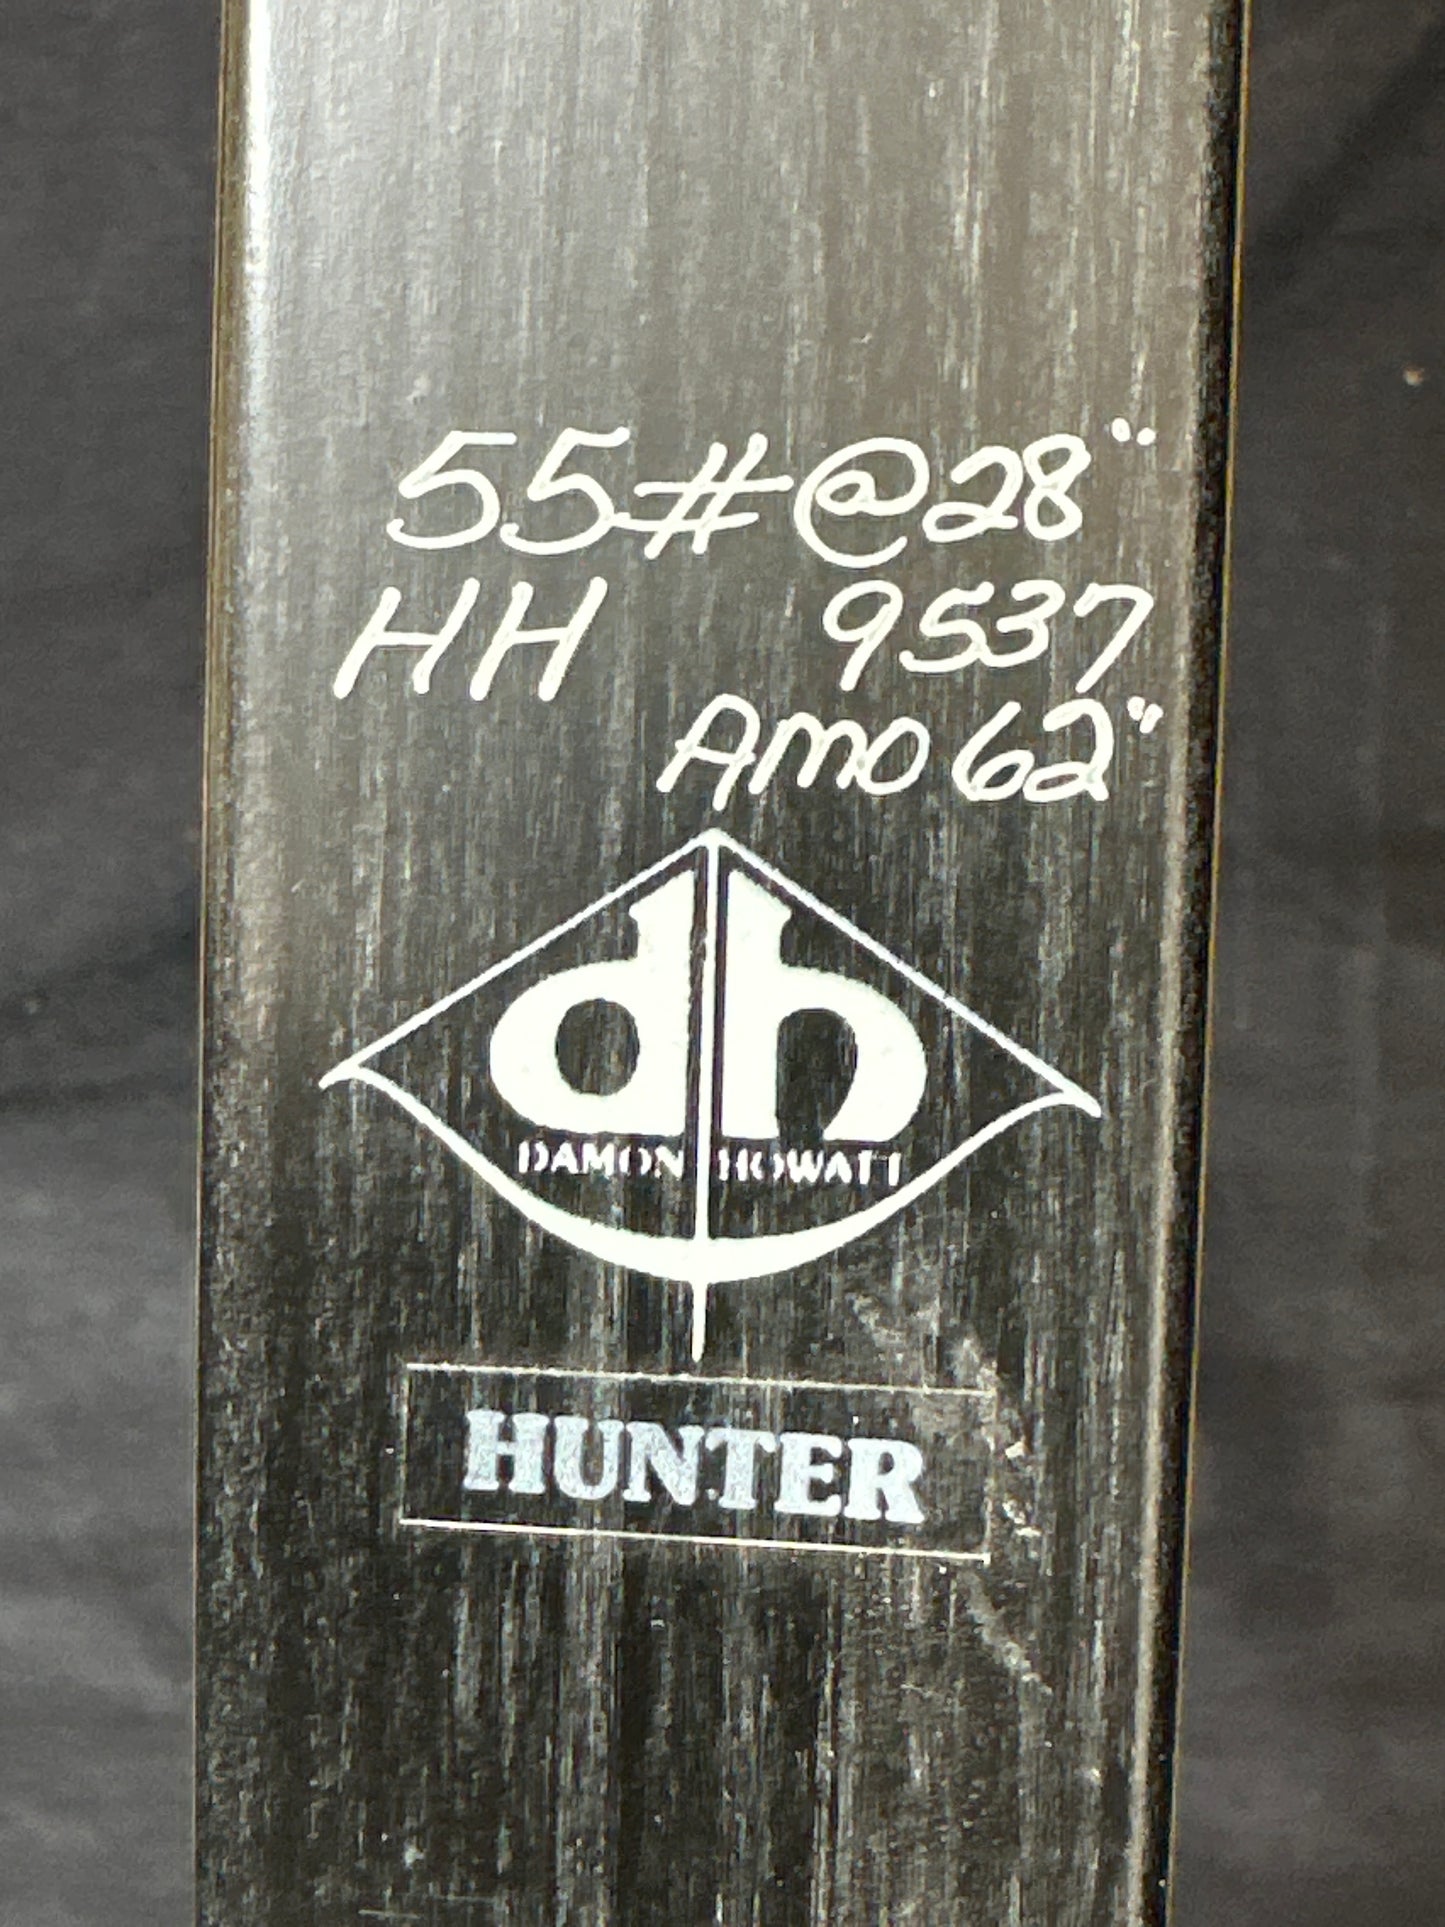 55#@28"
HH 9537
AMO 62"
dh
DAMON HOWATT
HUNTER